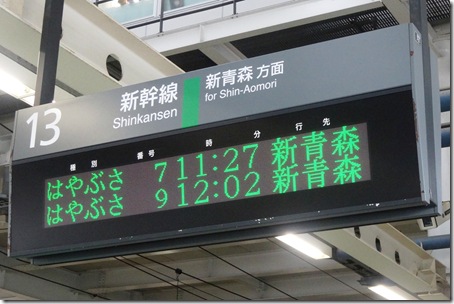 13 新幹線 新青森 方面
Shinkansen for Shin-Aomori
種別 番号 時 分 行先
はやぶさ 7 11:27 新青森
はやぶさ 9 12:02 新青森